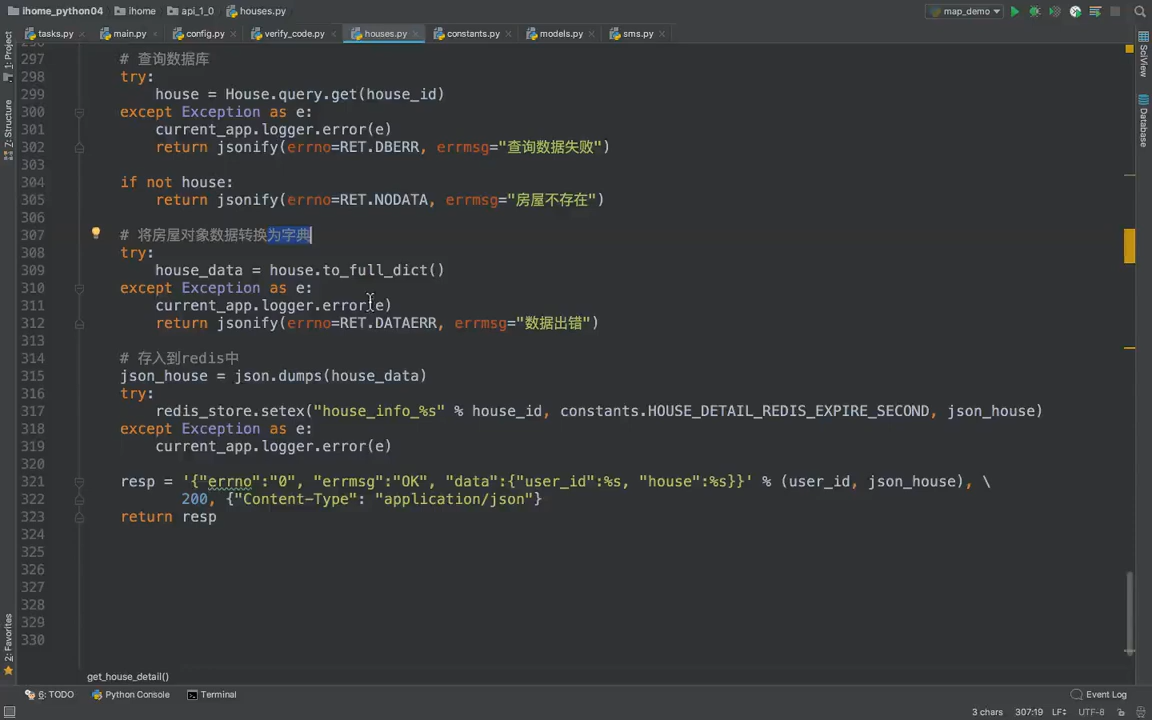 ihome_python04 ihome api_1_0 houses.py map_demo
tasks.py main.py config.py verify_code.py houses.py constants.py models.py sms.py
1: Project
Z: Structure
2: Favorites
SciView
Database
297 # 查询数据库
298 try:
299 house = House.query.get(house_id)
300 except Exception as e:
301 current_app.logger.error(e)
302 return jsonify(errno=RET.DBERR, errmsg="查询数据失败")
303
304 if not house:
305 return jsonify(errno=RET.NODATA, errmsg="房屋不存在")
306
307 # 将房屋对象数据转换为字典
308 try:
309 house_data = house.to_full_dict()
310 except Exception as e:
311 current_app.logger.error(e)
312 return jsonify(errno=RET.DATAERR, errmsg="数据出错")
313
314 # 存入到redis中
315 json_house = json.dumps(house_data)
316 try:
317 redis_store.setex("house_info_%s" % house_id, constants.HOUSE_DETAIL_REDIS_EXPIRE_SECOND, json_house)
318 except Exception as e:
319 current_app.logger.error(e)
320
321 resp = '{"errno":"0", "errmsg":"OK", "data":{"user_id":%s, "house":%s}}' % (user_id, json_house), \
322 200, {"Content-Type": "application/json"}
323 return resp
324
325
326
327
328
329
330
get_house_detail()
6: TODO Python Console Terminal Event Log
3 chars 307:19 LF÷ UTF-8